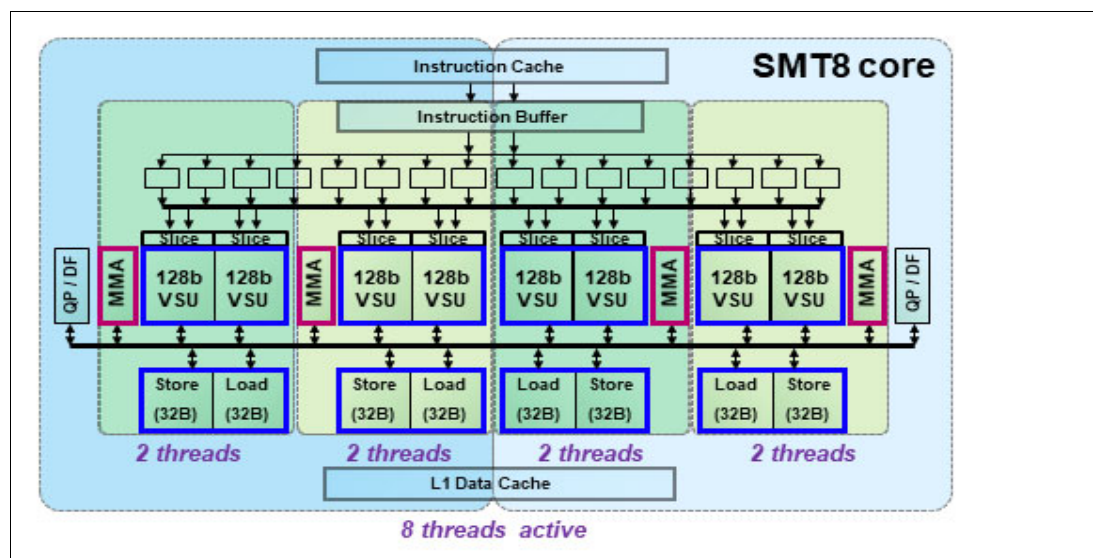 Instruction Cache
SMT8 core
Instruction Buffer
Slice Slice Slice Slice Slice Slice Slice Slice
QP / DF MMA 128b VSU 128b VSU MMA 128b VSU 128b VSU 128b VSU 128b VSU MMA 128b VSU 128b VSU MMA QP / DF
Store Load Store Load Load Store Load Store
(32B) (32B) (32B) (32B) (32B) (32B) (32B) (32B)
2 threads 2 threads 2 threads 2 threads
L1 Data Cache
8 threads active